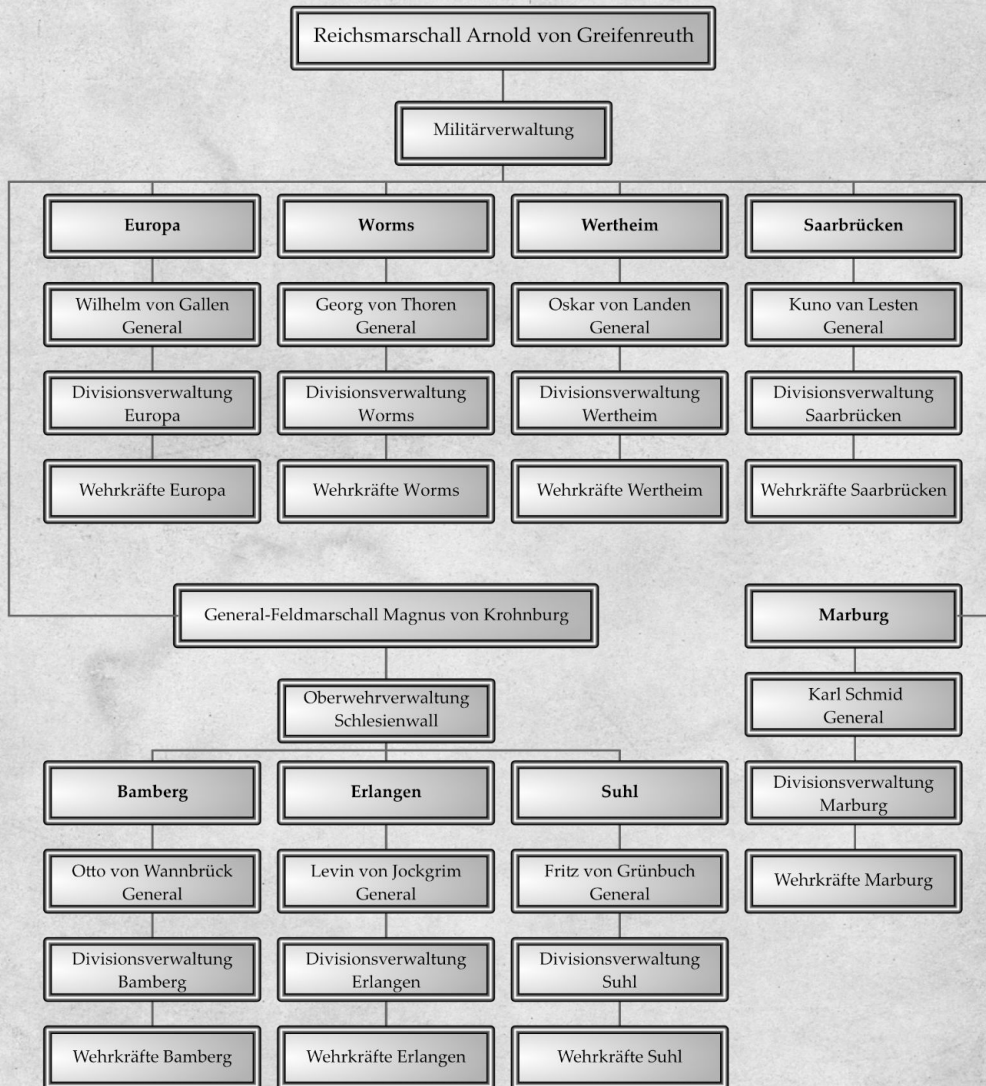 Reichsmarschall Arnold von Greifenreuth
Militärverwaltung
Europa
Wilhelm von Gallen
General
Divisionsverwaltung
Europa
Wehrkräfte Europa
Worms
Georg von Thoren
General
Divisionsverwaltung
Worms
Wehrkräfte Worms
Wertheim
Oskar von Landen
General
Divisionsverwaltung
Wertheim
Wehrkräfte Wertheim
Saarbrücken
Kuno van Lesten
General
Divisionsverwaltung
Saarbrücken
Wehrkräfte Saarbrücken
General-Feldmarschall Magnus von Krohnburg
Oberwehrverwaltung
Schlesienwall
Bamberg
Otto von Wannbrück
General
Divisionsverwaltung
Bamberg
Wehrkräfte Bamberg
Erlangen
Levin von Jockgrim
General
Divisionsverwaltung
Erlangen
Wehrkräfte Erlangen
Suhl
Fritz von Grünbuch
General
Divisionsverwaltung
Suhl
Wehrkräfte Suhl
Marburg
Karl Schmid
General
Divisionsverwaltung
Marburg
Wehrkräfte Marburg